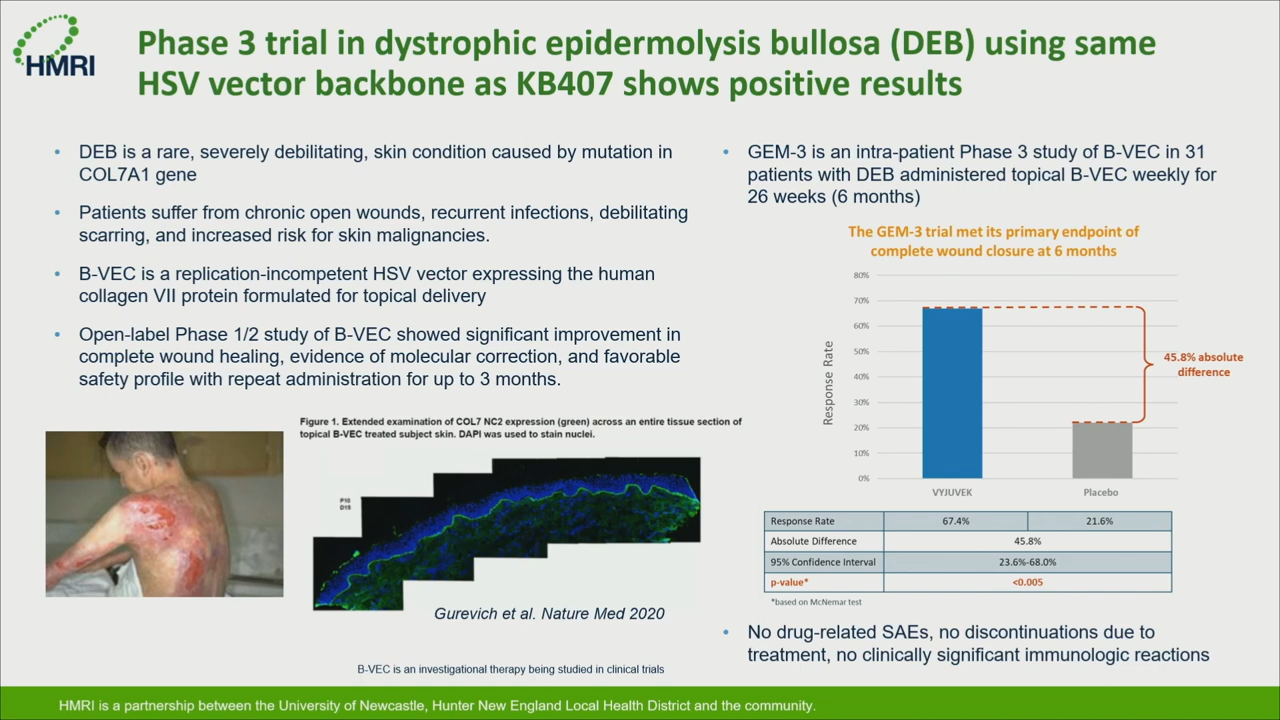 HMRI
Phase 3 trial in dystrophic epidermolysis bullosa (DEB) using same
HSV vector backbone as KB407 shows positive results
• DEB is a rare, severely debilitating, skin condition caused by mutation in
COL7A1 gene
• Patients suffer from chronic open wounds, recurrent infections, debilitating
scarring, and increased risk for skin malignancies.
• B-VEC is a replication-incompetent HSV vector expressing the human
collagen VII protein formulated for topical delivery
• Open-label Phase 1/2 study of B-VEC showed significant improvement in
complete wound healing, evidence of molecular correction, and favorable
safety profile with repeat administration for up to 3 months.
Figure 1. Extended examination of COL7 NC2 expression (green) across an entire tissue section of
topical B-VEC treated subject skin. DAPI was used to stain nuclei.
P10
D15
Gurevich et al. Nature Med 2020
B-VEC is an investigational therapy being studied in clinical trials
• GEM-3 is an intra-patient Phase 3 study of B-VEC in 31
patients with DEB administered topical B-VEC weekly for
26 weeks (6 months)
The GEM-3 trial met its primary endpoint of
complete wound closure at 6 months
Response Rate
80%
70%
60%
50%
40%
30%
20%
10%
0%
VYJUVEK Placebo
45.8% absolute
difference
Response Rate 67.4% 21.6%
Absolute Difference 45.8%
95% Confidence Interval 23.6%-68.0%
p-value* <0.005
*based on McNemar test
• No drug-related SAEs, no discontinuations due to
treatment, no clinically significant immunologic reactions
HMRI is a partnership between the University of Newcastle, Hunter New England Local Health District and the community.